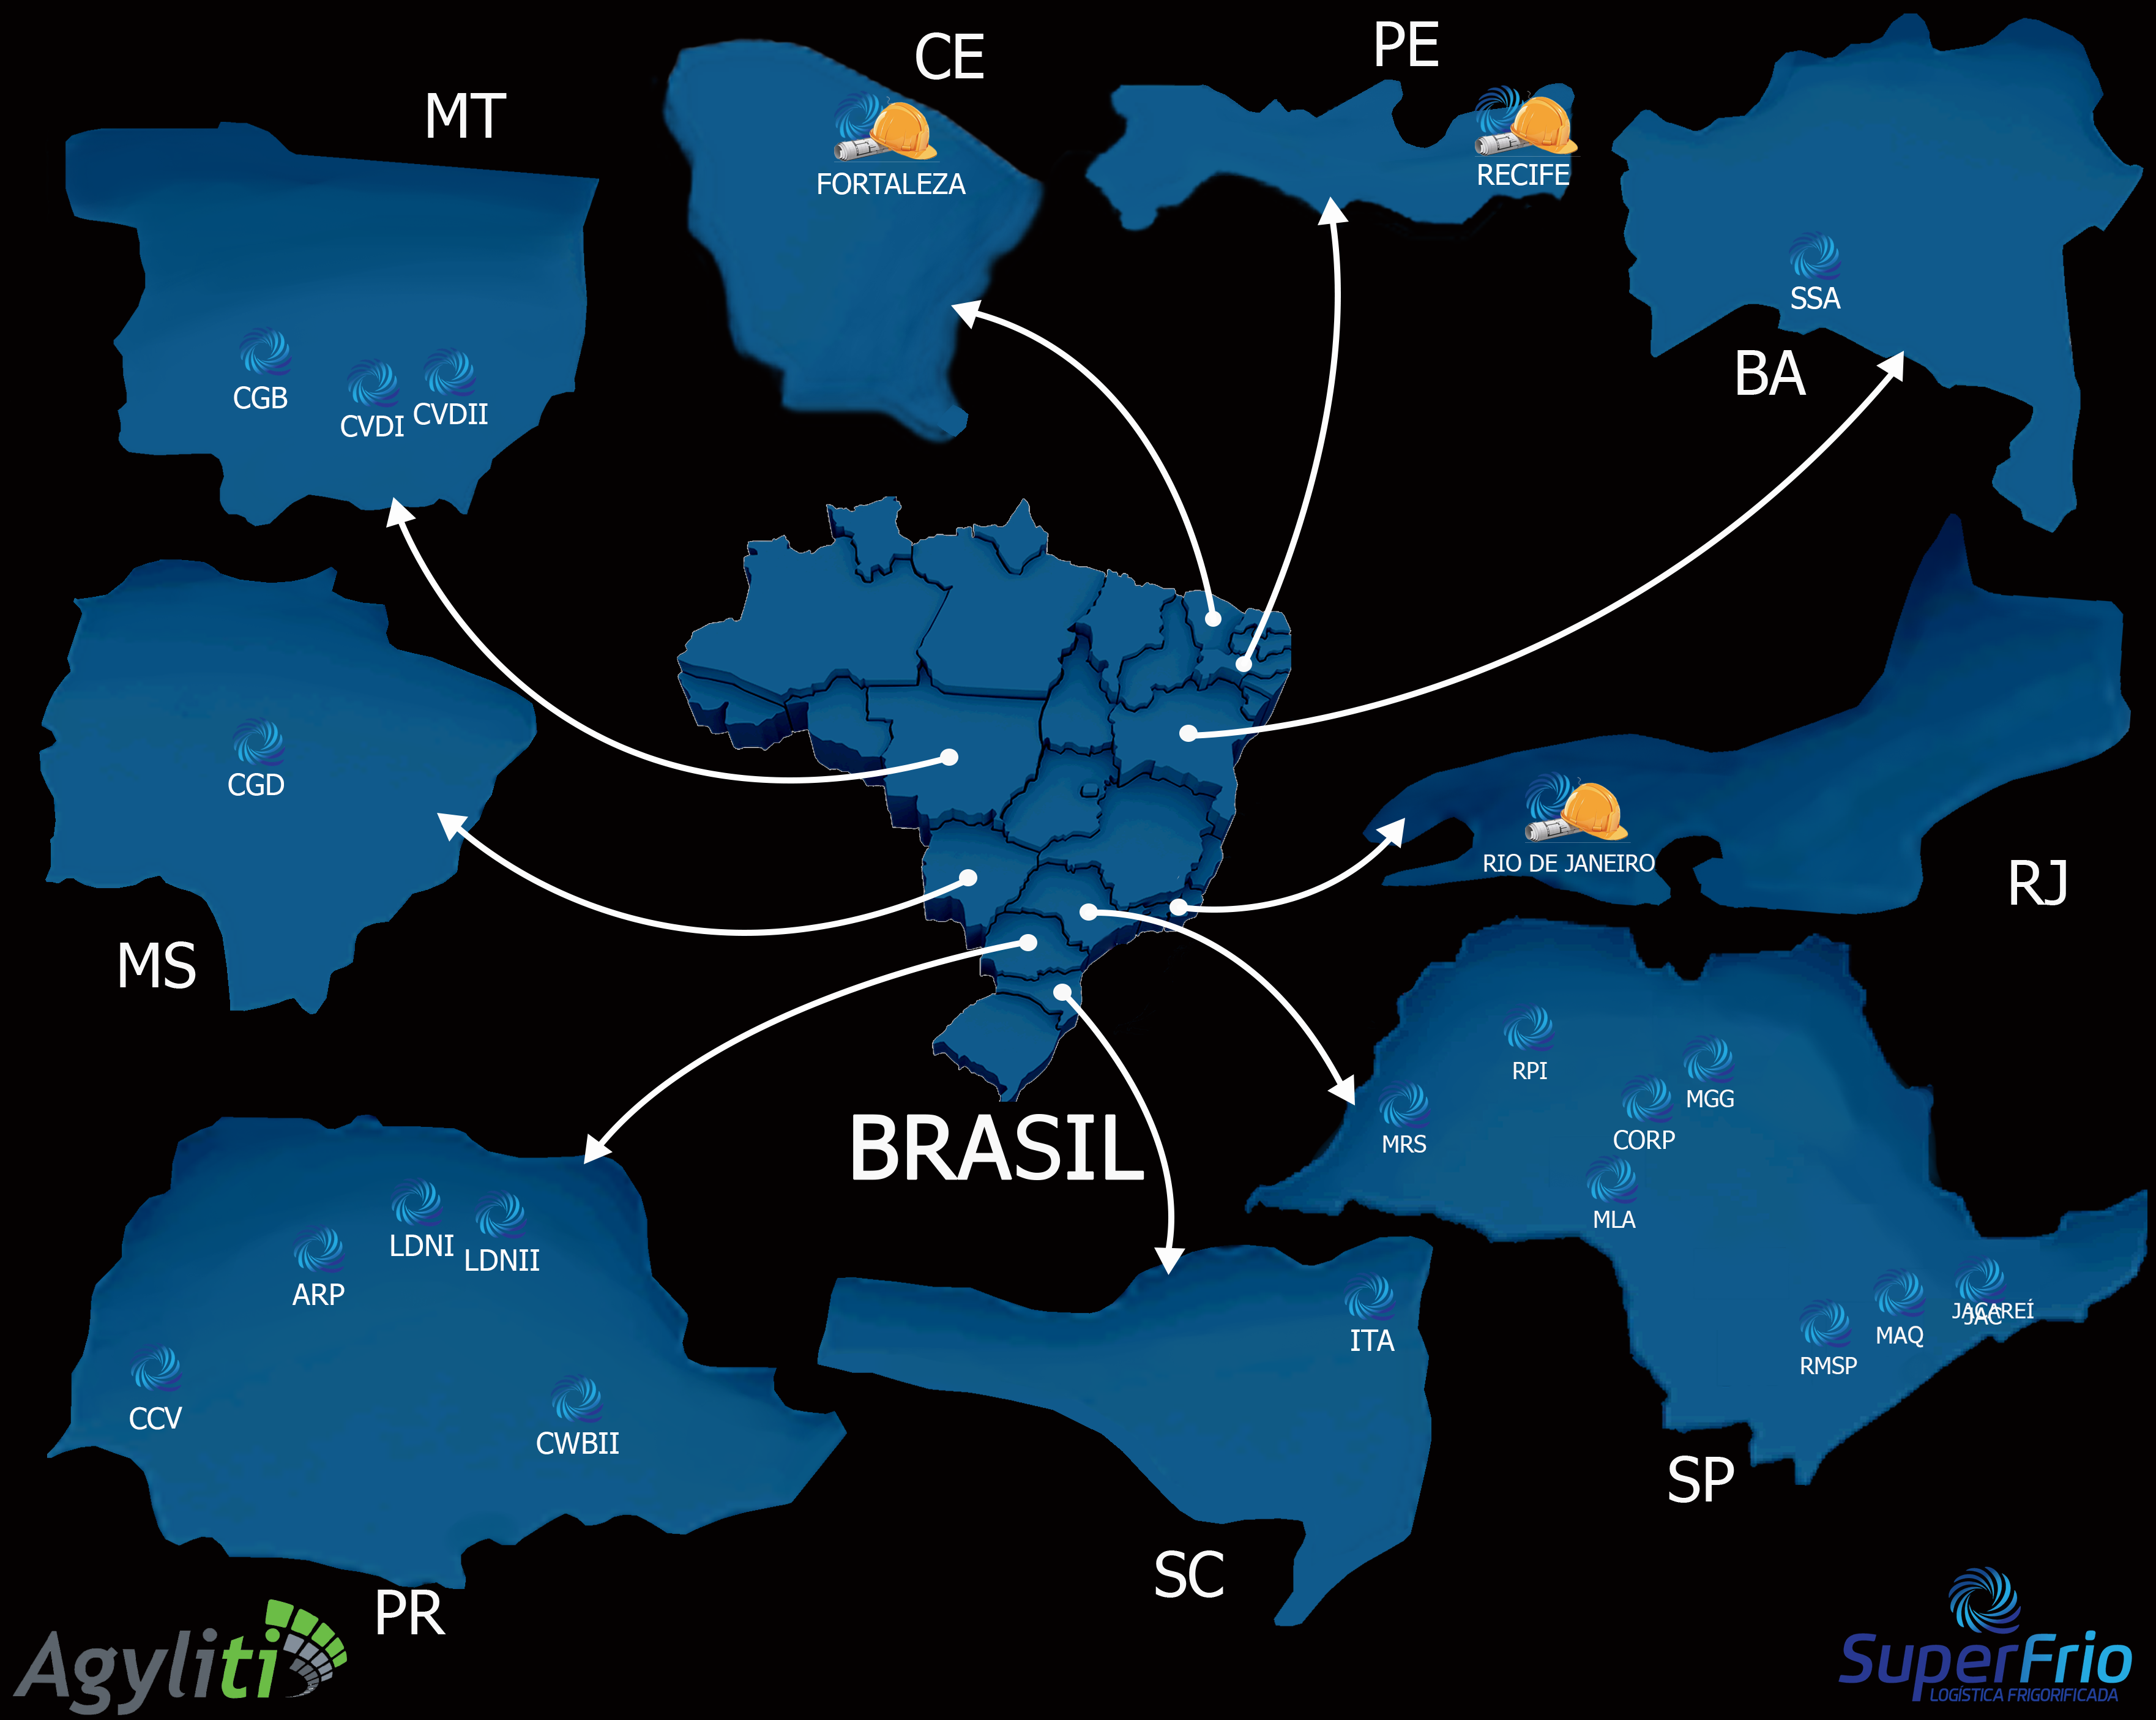 CE
PE
MT
FORTALEZA
RECIFE
SSA
BA
CGB
CVDI
CVDII
CGD
MS
RIO DE JANEIRO
RJ
RPI
MGG
CORP
MRS
MLA
BRASIL
LDNI
LDNII
ARP
CCV
CWBII
ITA
JACAREÍ
JAC
MAQ
RMSP
SP
SC
PR
Agyliti
SuperFrio
LOGÍSTICA FRIGORIFICADA